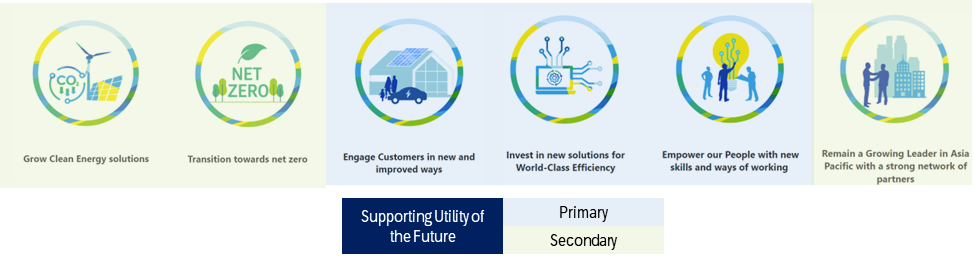 CO₂
NET
ZERO
Grow Clean Energy solutions
Transition towards net zero
Engage Customers in new and
improved ways
Invest in new solutions for
World-Class Efficiency
Empower our People with new
skills and ways of working
Remain a Growing Leader in Asia
Pacific with a strong network of
partners
Supporting Utility of
the Future
Primary
Secondary